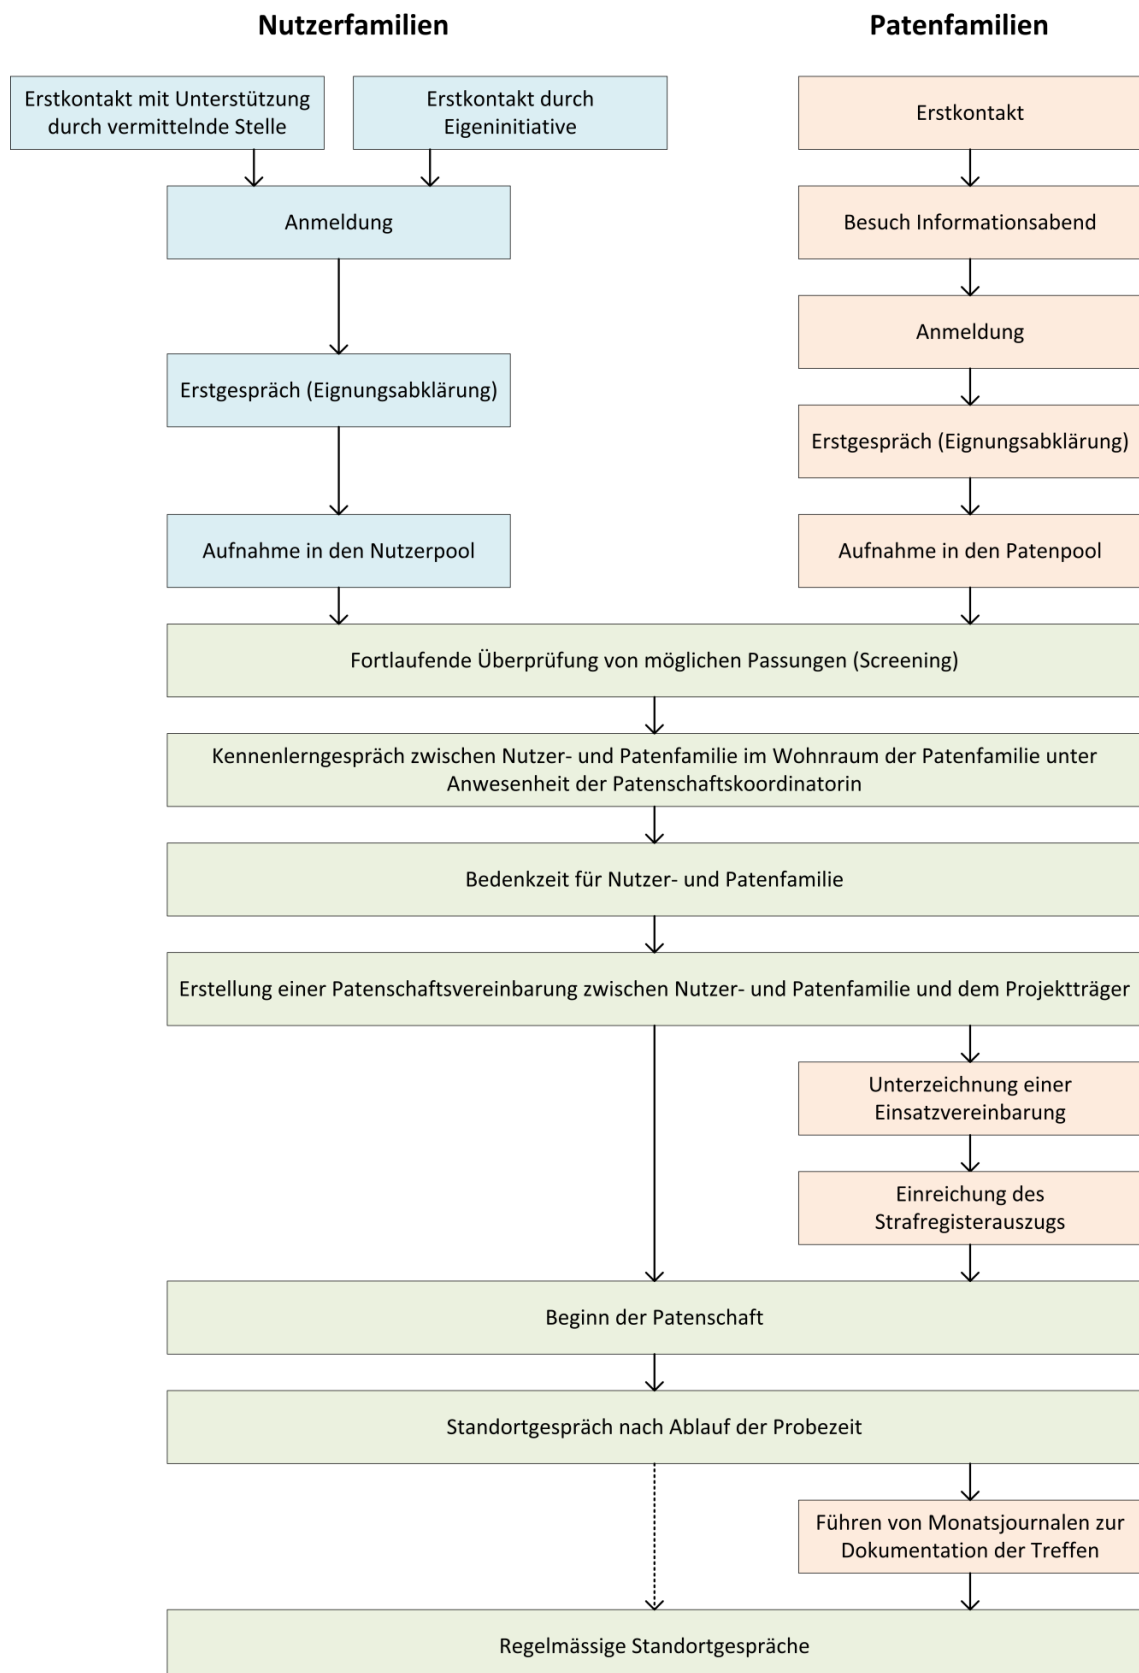 Nutzerfamilien
Patenfamilien
Erstkontakt mit Unterstützung
durch vermittelnde Stelle
Erstkontakt durch
Eigeninitiative
Erstkontakt
Anmeldung
Besuch Informationsabend
Anmeldung
Erstgespräch (Eignungsabklärung)
Erstgespräch (Eignungsabklärung)
Aufnahme in den Nutzerpool
Aufnahme in den Patenpool
Fortlaufende Überprüfung von möglichen Passungen (Screening)
Kennenlerngespräch zwischen Nutzer- und Patenfamilie im Wohnraum der Patenfamilie unter
Anwesenheit der Patenschaftskoordinatorin
Bedenkzeit für Nutzer- und Patenfamilie
Erstellung einer Patenschaftsvereinbarung zwischen Nutzer- und Patenfamilie und dem Projektträger
Unterzeichnung einer
Einsatzvereinbarung
Einreichung des
Strafregisterauszugs
Beginn der Patenschaft
Standortgespräch nach Ablauf der Probezeit
Führen von Monatsjournalen zur
Dokumentation der Treffen
Regelmässige Standortgespräche